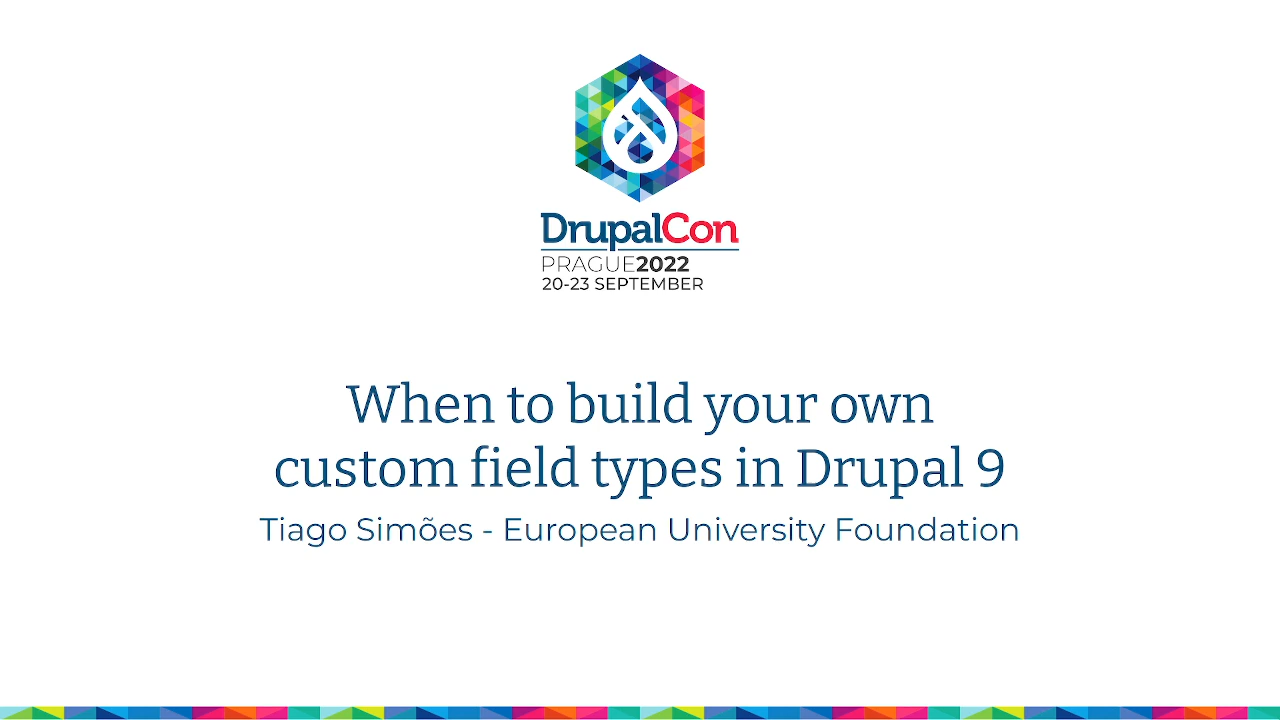 DrupalCon
PRAGUE2022
20-23 SEPTEMBER
When to build your own
custom field types in Drupal 9
Tiago Simões - European University Foundation